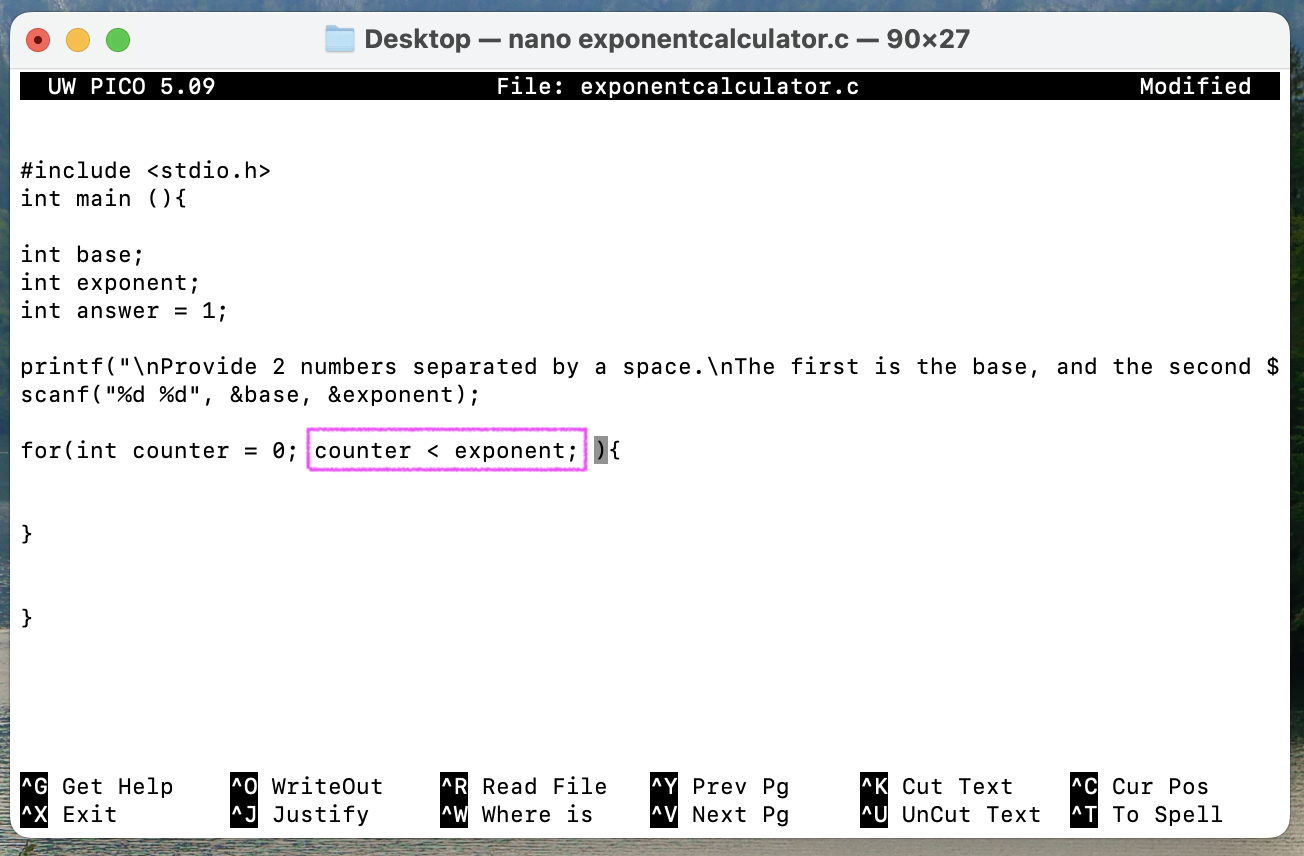 Desktop — nano exponentcalculator.c — 90×27
UW PICO 5.09 File: exponentcalculator.c Modified
#include <stdio.h>
int main (){
int base;
int exponent;
int answer = 1;
printf("\nProvide 2 numbers separated by a space.\nThe first is the base, and the second $
scanf("%d %d", &base, &exponent);
for(int counter = 0; counter < exponent; ){
}
}
^G Get Help ^O WriteOut ^R Read File ^Y Prev Pg ^K Cut Text ^C Cur Pos
^X Exit ^J Justify ^W Where is ^V Next Pg ^U UnCut Text ^T To Spell